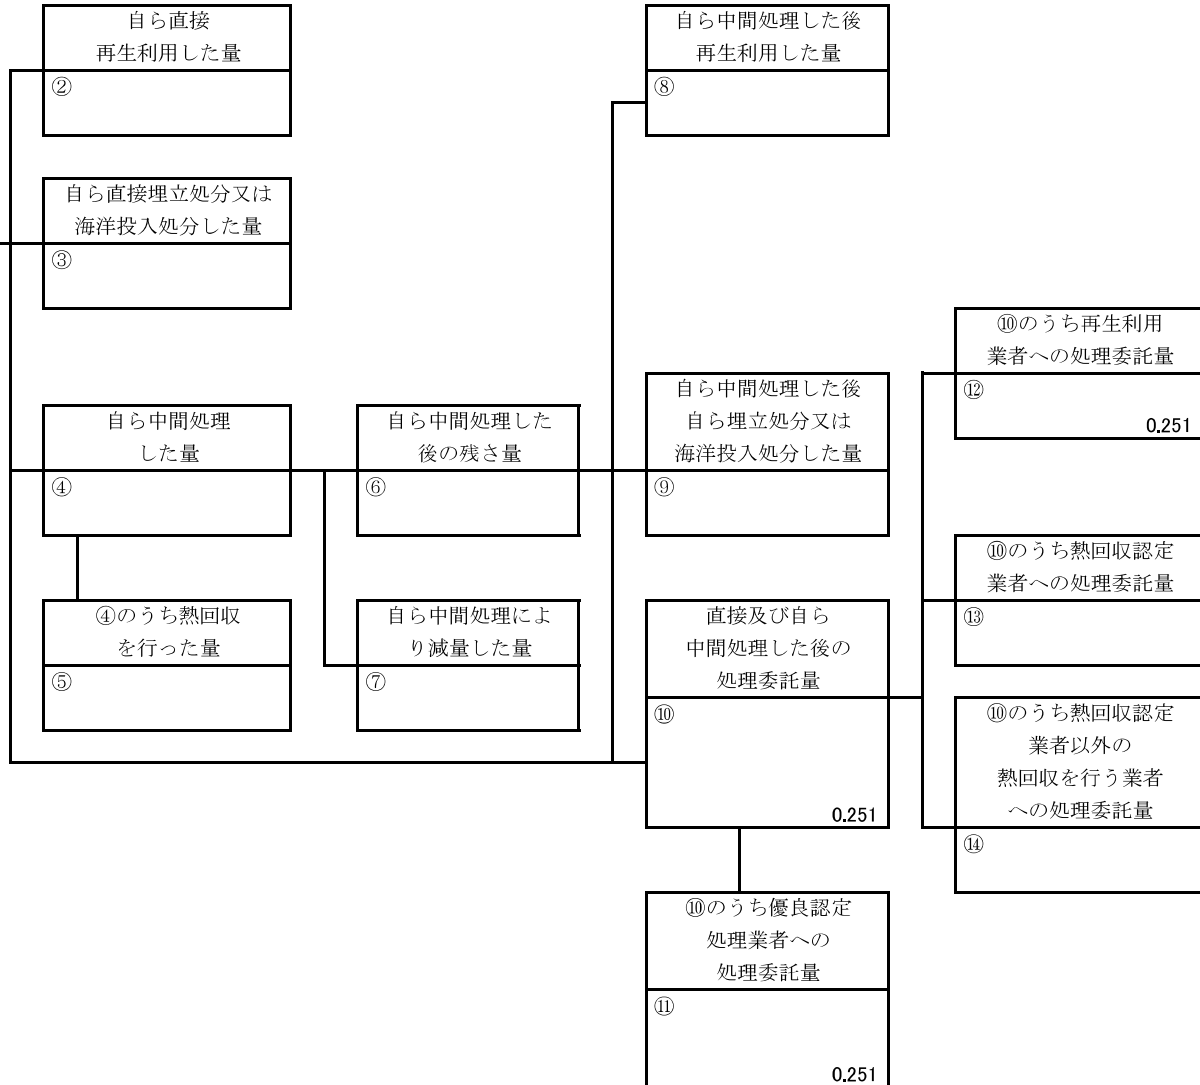 自ら直接
再生利用した量
②
自ら中間処理した後
再生利用した量
⑧
自ら直接埋立処分又は
海洋投入処分した量
③
⑩のうち再生利用
業者への処理委託量
⑫
0.251
自ら中間処理
した量
④
自ら中間処理した
後の残さ量
⑥
自ら中間処理した後
自ら埋立処分又は
海洋投入処分した量
⑨
⑩のうち熱回収認定
業者への処理委託量
⑬
④のうち熱回収
を行った量
⑤
自ら中間処理によ
り減量した量
⑦
直接及び自ら
中間処理した後の
処理委託量
⑩
0.251
⑩のうち熱回収認定
業者以外の
熱回収を行う業者
への処理委託量
⑭
⑩のうち優良認定
処理業者への
処理委託量
⑪
0.251